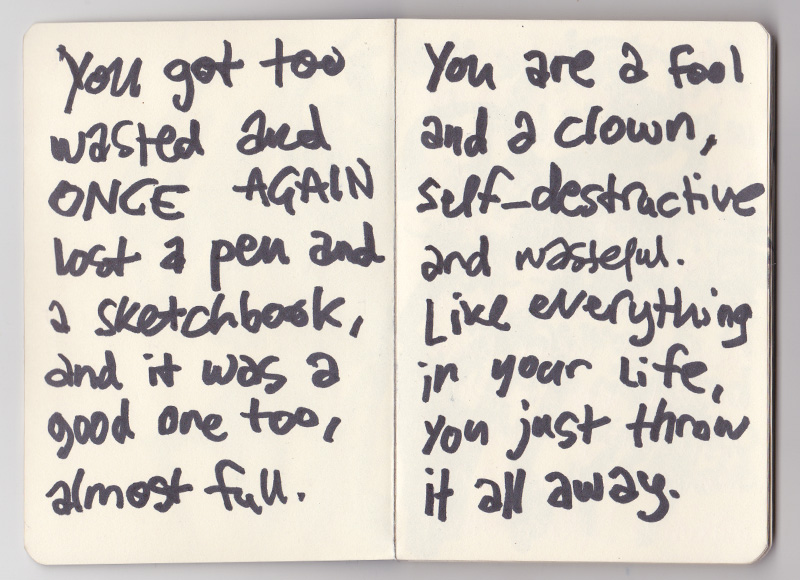 You got too
wasted and
ONCE AGAIN
lost a pen and
a sketchbook,
and it was a
good one too,
almost full.
You are a fool
and a clown,
self-destructive
and wasteful.
Like everything
in your life,
you just throw
it all away.